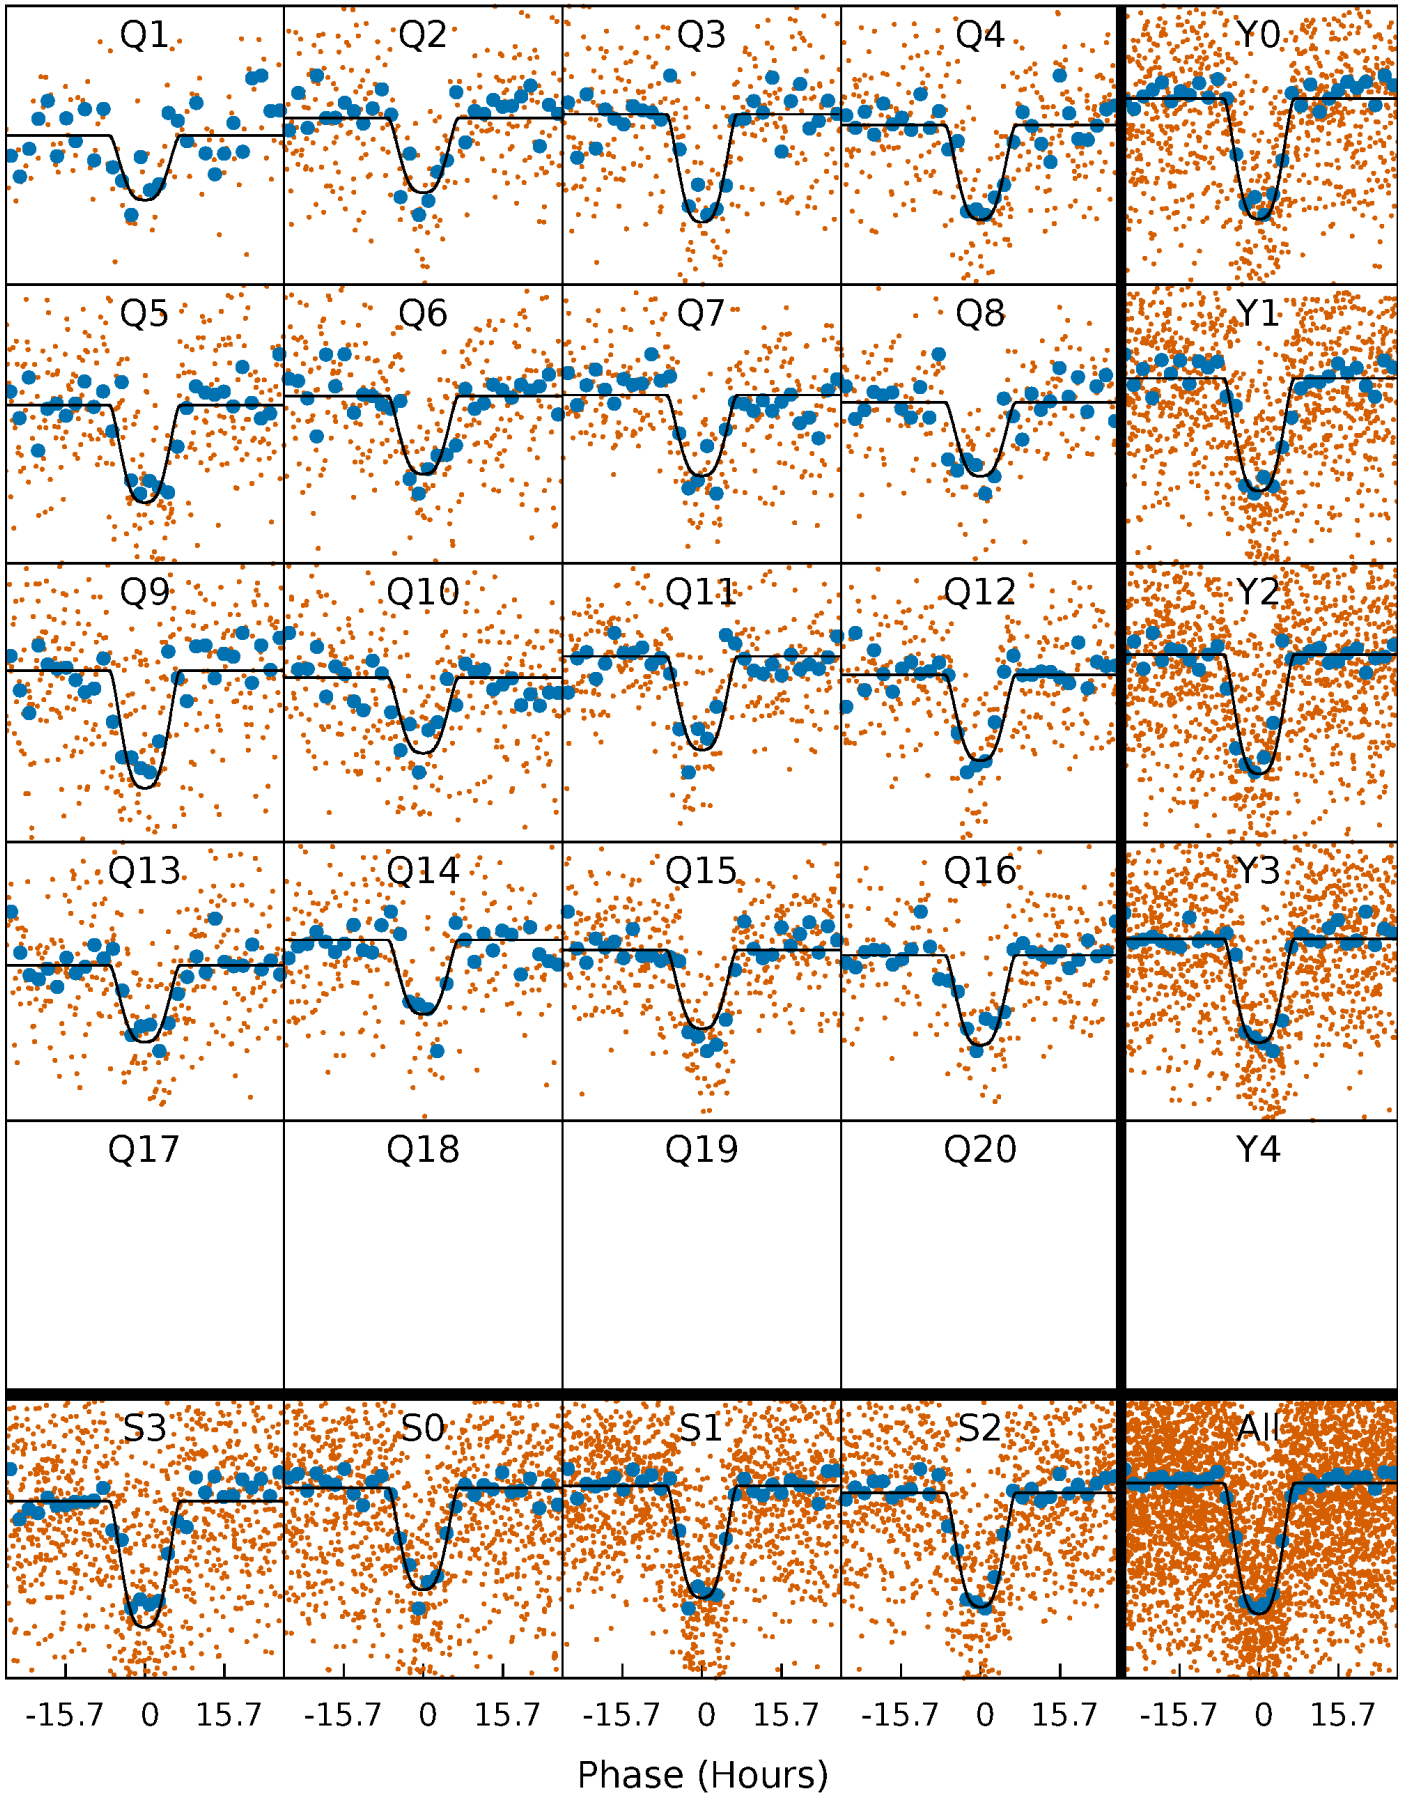 Q1 Q2 Q3 Q4 Y0
Q5 Q6 Q7 Q8 Y1
Q9 Q10 Q11 Q12 Y2
Q13 Q14 Q15 Q16 Y3
Q17 Q18 Q19 Q20 Y4
S3 S0 S1 S2 All
-15.7 0 15.7 -15.7 0 15.7 -15.7 0 15.7 -15.7 0 15.7 -15.7 0 15.7
Phase (Hours)